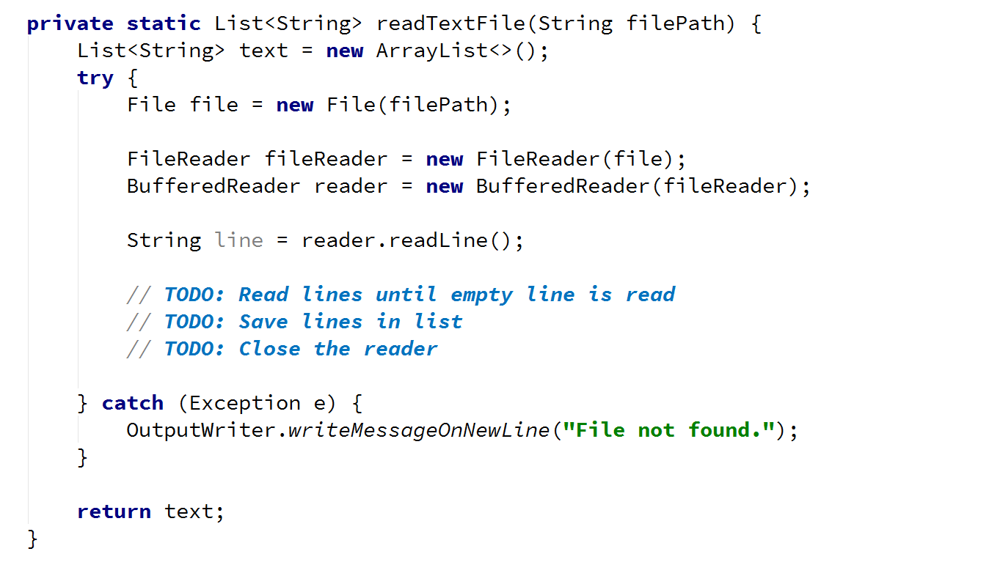 private static List<String> readTextFile(String filePath) {
    List<String> text = new ArrayList<>();
    try {
        File file = new File(filePath);

        FileReader fileReader = new FileReader(file);
        BufferedReader reader = new BufferedReader(fileReader);

        String line = reader.readLine();

        // TODO: Read lines until empty line is read
        // TODO: Save lines in list
        // TODO: Close the reader

    } catch (Exception e) {
        OutputWriter.writeMessageOnNewLine("File not found.");
    }

    return text;
}